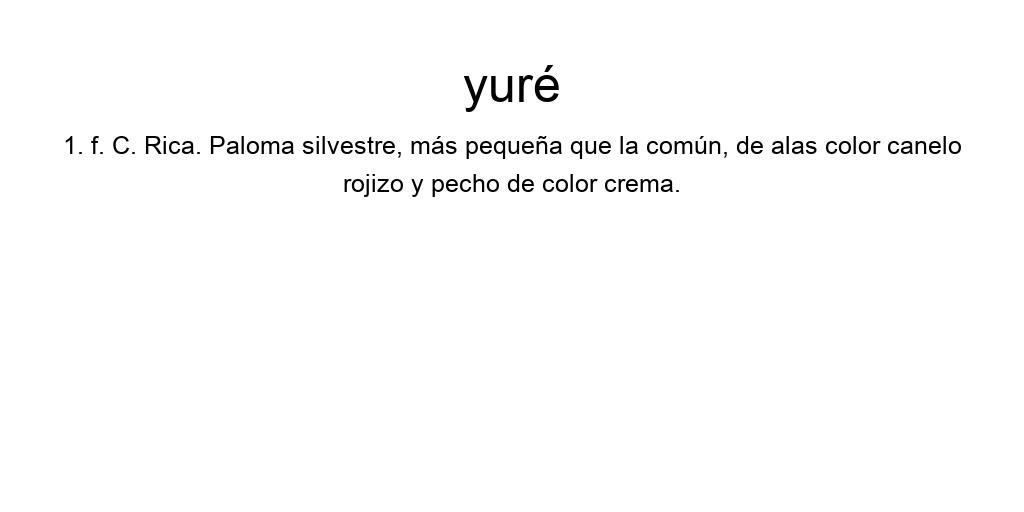 yuré
1. f. C. Rica. Paloma silvestre, más pequeña que la común, de alas color canelo
rojizo y pecho de color crema.